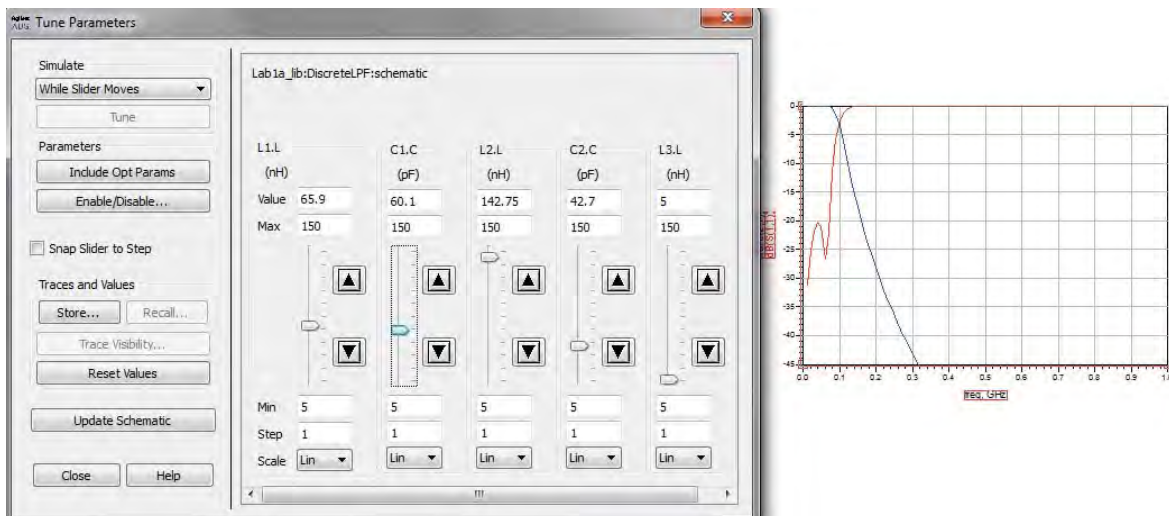 Agilent
ADS
Tune Parameters
Simulate
While Slider Moves
Tune
Parameters
Include Opt Params
Enable/Disable...
Snap Slider to Step
Traces and Values
Store... Recall...
Trace Visibility...
Reset Values
Update Schematic
Close Help
Lab1a_lib:DiscreteLPF:schematic
L1.L C1.C L2.L C2.C L3.L
(nH) (pF) (nH) (pF) (nH)
Value 65.9 60.1 142.75 42.7 5
Max 150 150 150 150 150
Min 5 5 5 5 5
Step 1 1 1 1 1
Scale Lin Lin Lin Lin Lin
0
-5
-10
-15
-20
-25
-30
-35
-40
-45
0.0 0.1 0.2 0.3 0.4 0.5 0.6 0.7 0.8 0.9 1.0
freq, GHz